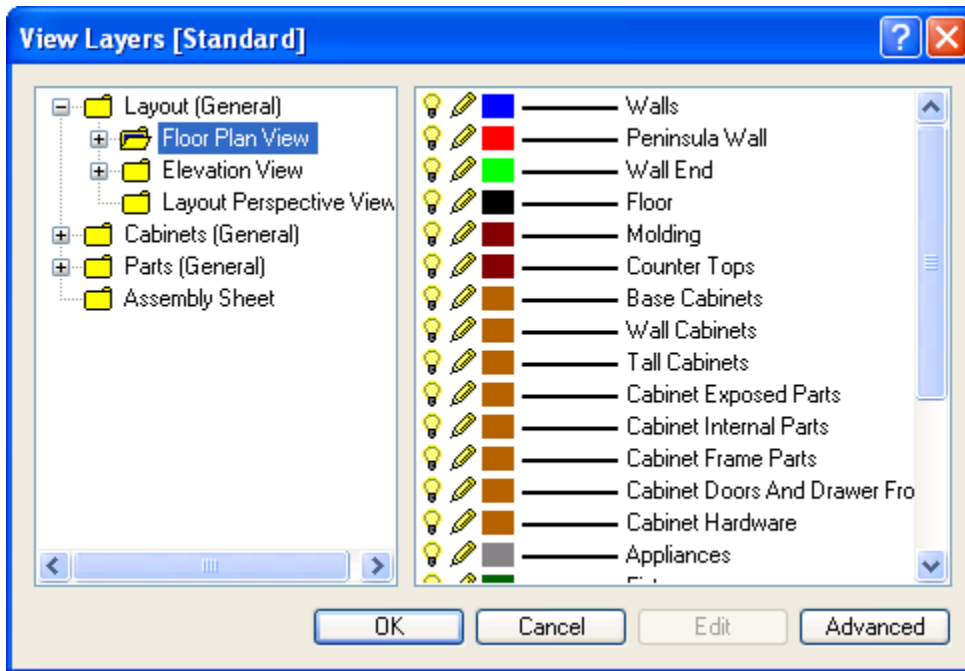 View Layers [Standard]
Layout (General)
Floor Plan View
Elevation View
Layout Perspective View
Cabinets (General)
Parts (General)
Assembly Sheet
Walls
Peninsula Wall
Wall End
Floor
Molding
Counter Tops
Base Cabinets
Wall Cabinets
Tall Cabinets
Cabinet Exposed Parts
Cabinet Internal Parts
Cabinet Frame Parts
Cabinet Doors And Drawer Fro
Cabinet Hardware
Appliances
OK Cancel Edit Advanced